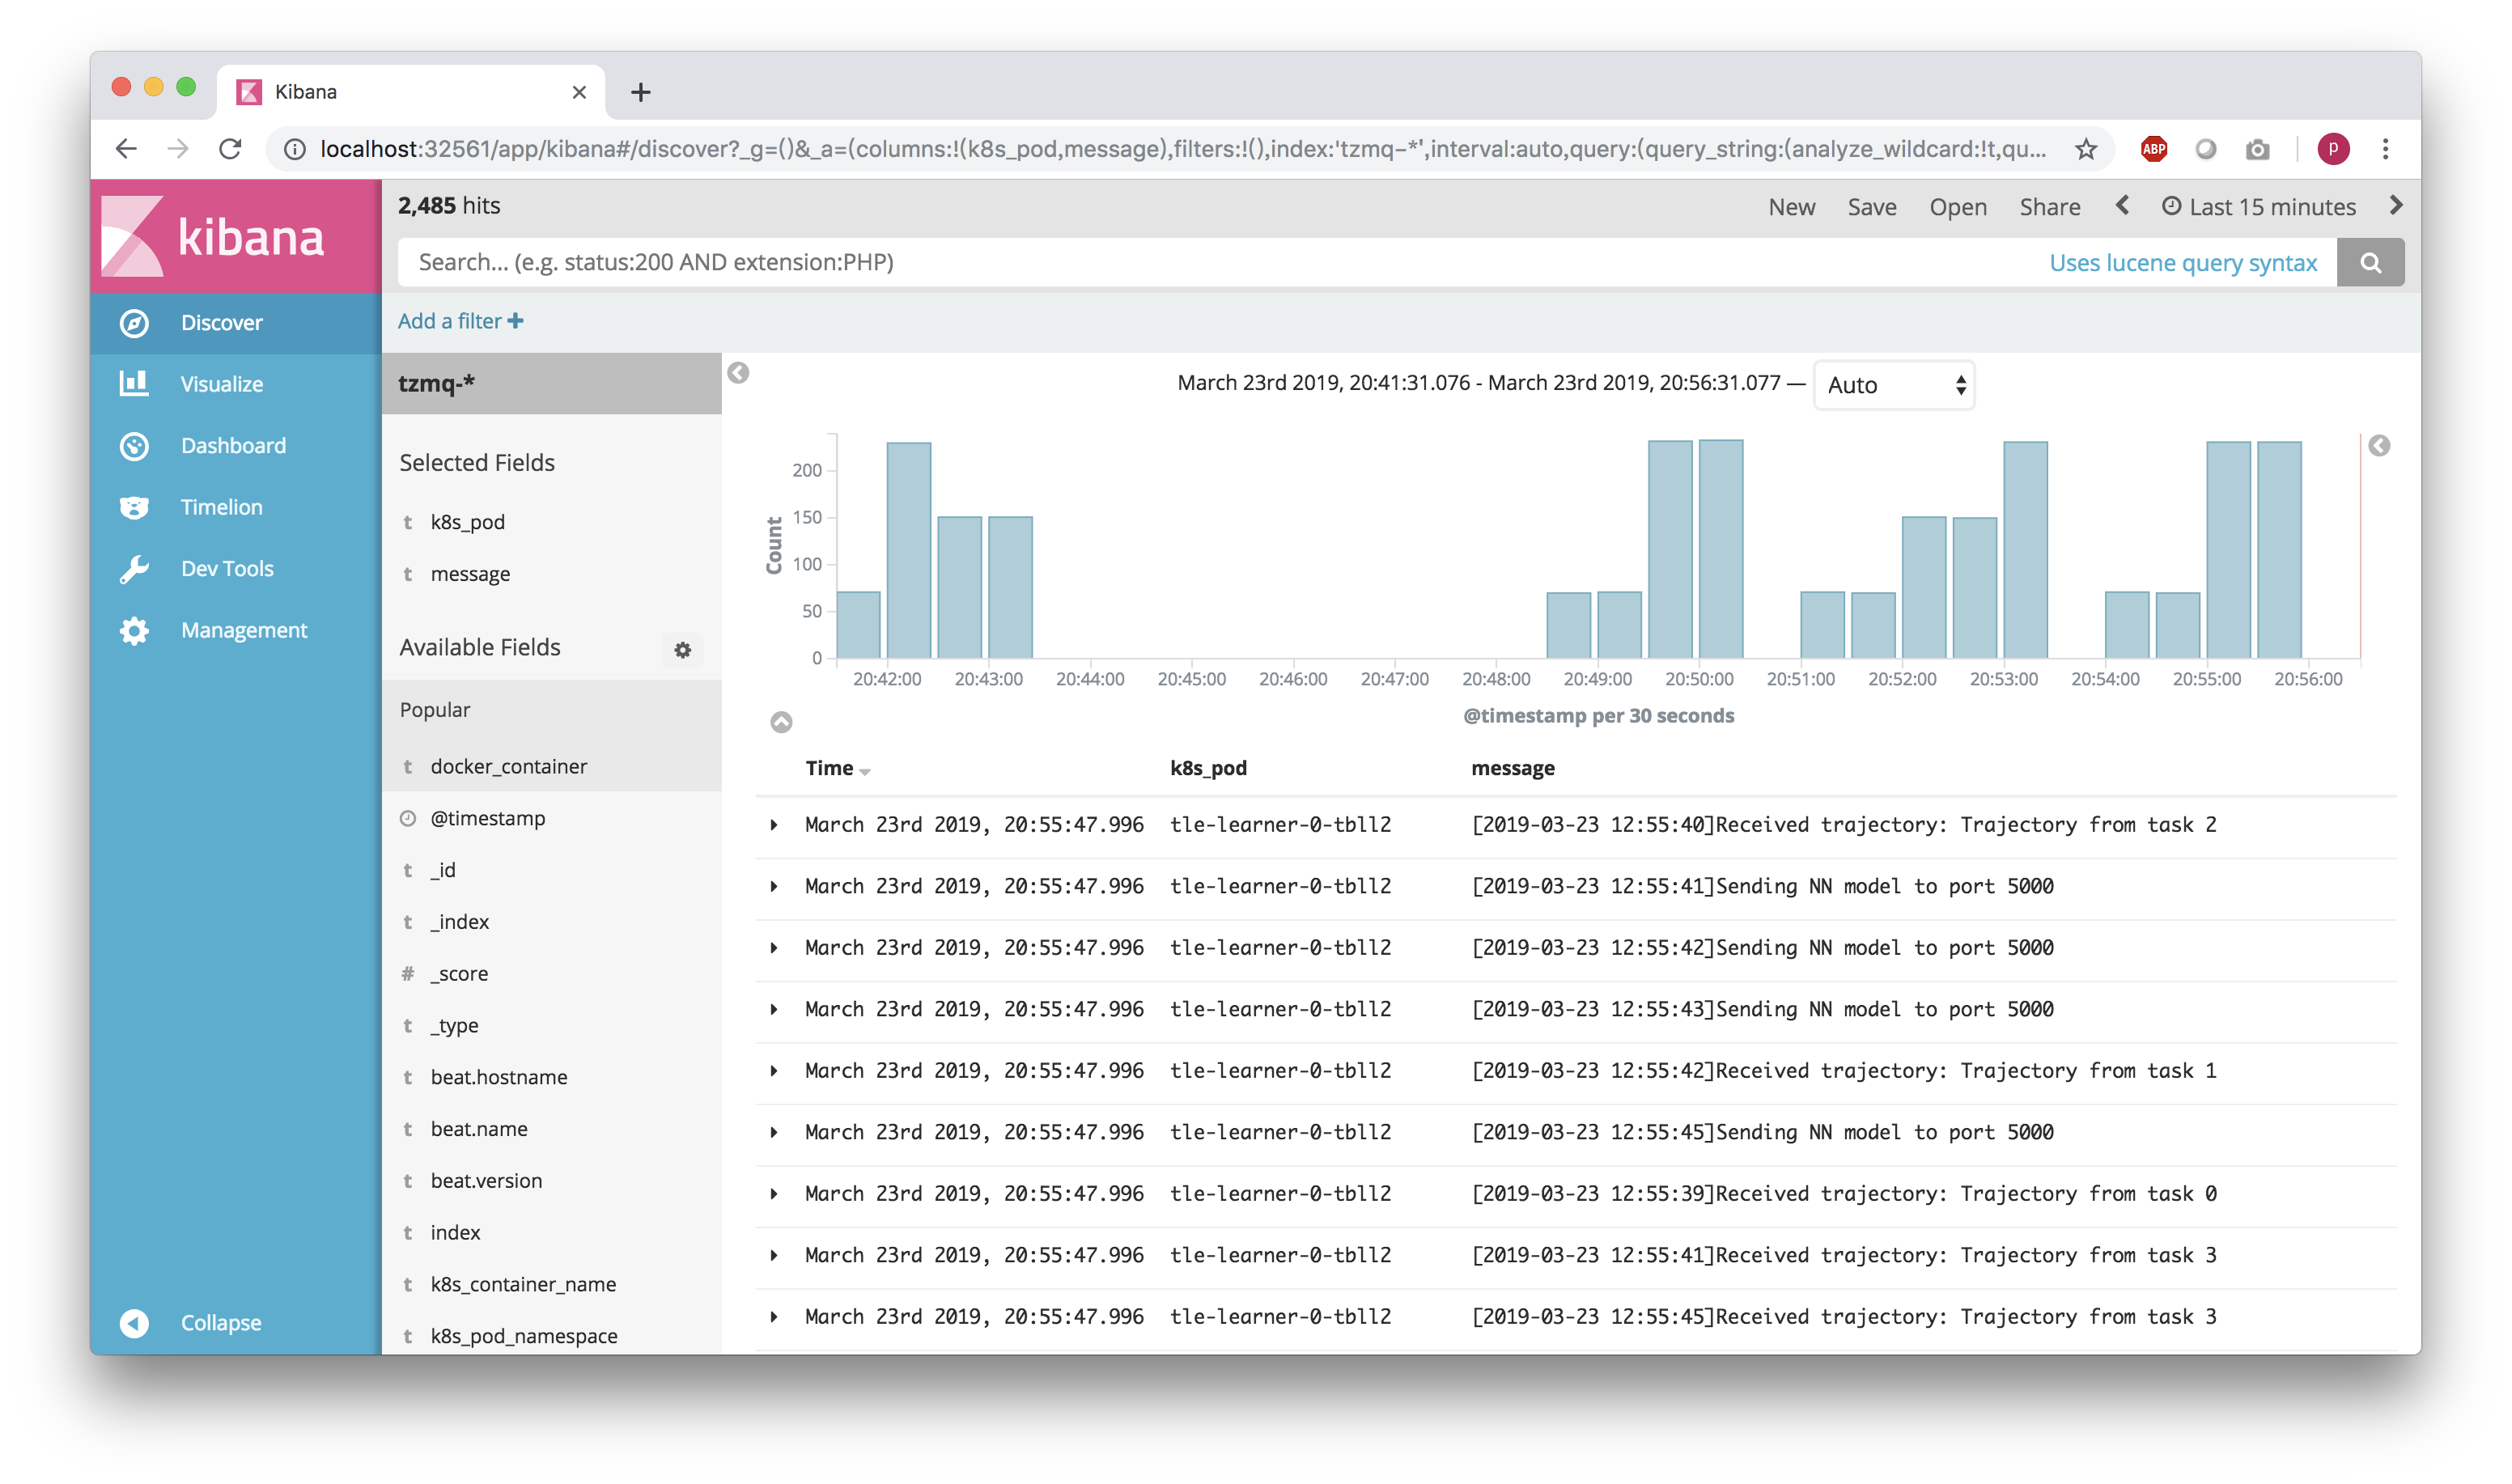 Kibana
localhost:32561/app/kibana#/discover?_g=()&_a=(columns:!(k8s_pod,message),filters:!(),index:'tzmq-*',interval:auto,query:(query_string:(analyze_wildcard:!t,qu...
ABP
p
kibana
2,485 hits
New Save Open Share Last 15 minutes
Search... (e.g. status:200 AND extension:PHP)
Uses lucene query syntax
Add a filter
Discover
Visualize
Dashboard
Timelion
Dev Tools
Management
Collapse
tzmq-*
Selected Fields
t k8s_pod
t message
Available Fields
Popular
t docker_container
@timestamp
t _id
t _index
# _score
t _type
t beat.hostname
t beat.name
t beat.version
t index
t k8s_container_name
t k8s_pod_namespace
March 23rd 2019, 20:41:31.076 - March 23rd 2019, 20:56:31.077 — Auto
Count
200
150
100
50
0
20:42:00 20:43:00 20:44:00 20:45:00 20:46:00 20:47:00 20:48:00 20:49:00 20:50:00 20:51:00 20:52:00 20:53:00 20:54:00 20:55:00 20:56:00
@timestamp per 30 seconds
Time k8s_pod message
March 23rd 2019, 20:55:47.996 tle-learner-0-tbll2 [2019-03-23 12:55:40]Received trajectory: Trajectory from task 2
March 23rd 2019, 20:55:47.996 tle-learner-0-tbll2 [2019-03-23 12:55:41]Sending NN model to port 5000
March 23rd 2019, 20:55:47.996 tle-learner-0-tbll2 [2019-03-23 12:55:42]Sending NN model to port 5000
March 23rd 2019, 20:55:47.996 tle-learner-0-tbll2 [2019-03-23 12:55:43]Sending NN model to port 5000
March 23rd 2019, 20:55:47.996 tle-learner-0-tbll2 [2019-03-23 12:55:42]Received trajectory: Trajectory from task 1
March 23rd 2019, 20:55:47.996 tle-learner-0-tbll2 [2019-03-23 12:55:45]Sending NN model to port 5000
March 23rd 2019, 20:55:47.996 tle-learner-0-tbll2 [2019-03-23 12:55:39]Received trajectory: Trajectory from task 0
March 23rd 2019, 20:55:47.996 tle-learner-0-tbll2 [2019-03-23 12:55:41]Received trajectory: Trajectory from task 3
March 23rd 2019, 20:55:47.996 tle-learner-0-tbll2 [2019-03-23 12:55:45]Received trajectory: Trajectory from task 3